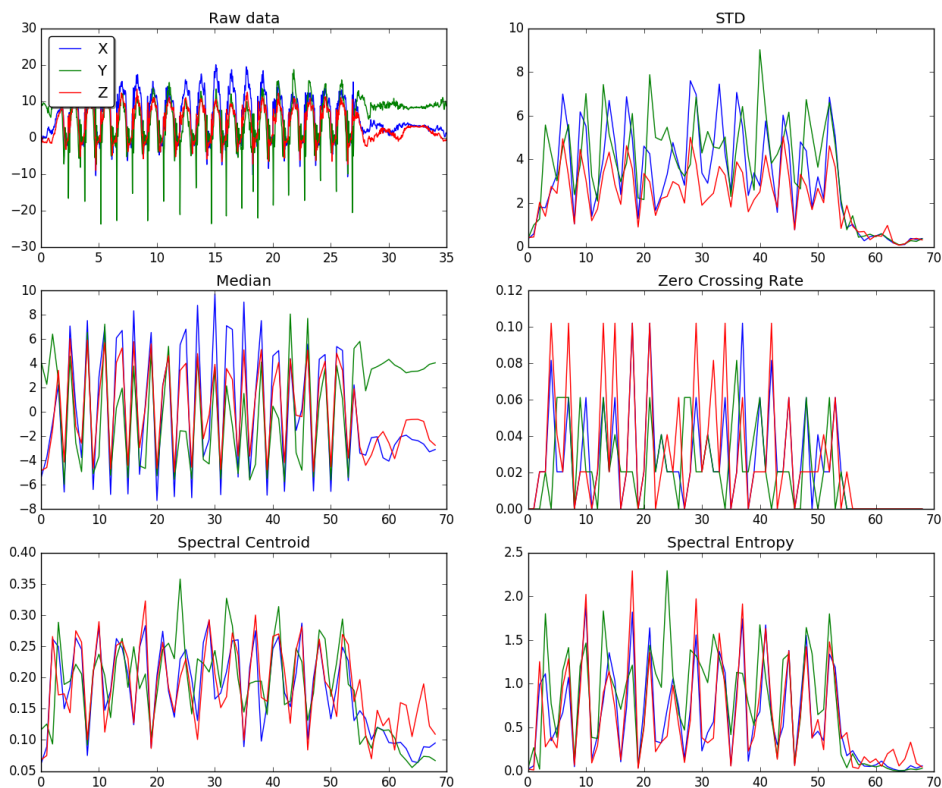 Raw data
30
20
10
0
−10
−20
−30
0 5 10 15 20 25 30 35
X
Y
Z
STD
10
8
6
4
2
0
0 10 20 30 40 50 60 70
Median
10
8
6
4
2
0
−2
−4
−6
−8
0 10 20 30 40 50 60 70
Zero Crossing Rate
0.12
0.10
0.08
0.06
0.04
0.02
0.00
0 10 20 30 40 50 60 70
Spectral Centroid
0.40
0.35
0.30
0.25
0.20
0.15
0.10
0.05
0 10 20 30 40 50 60 70
Spectral Entropy
2.5
2.0
1.5
1.0
0.5
0.0
0 10 20 30 40 50 60 70